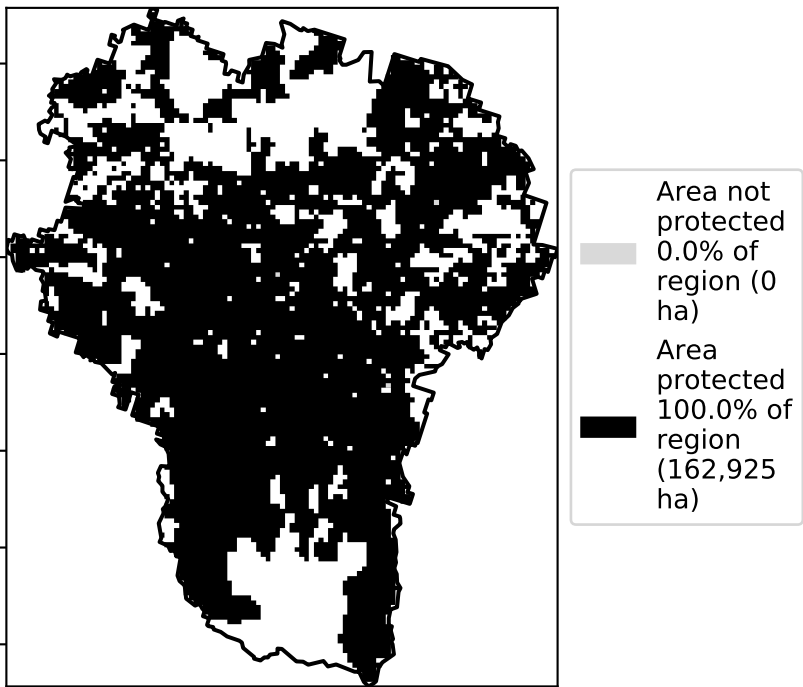 Area not
protected
0.0% of
region (0
ha)
Area
protected
100.0% of
region
(162,925
ha)